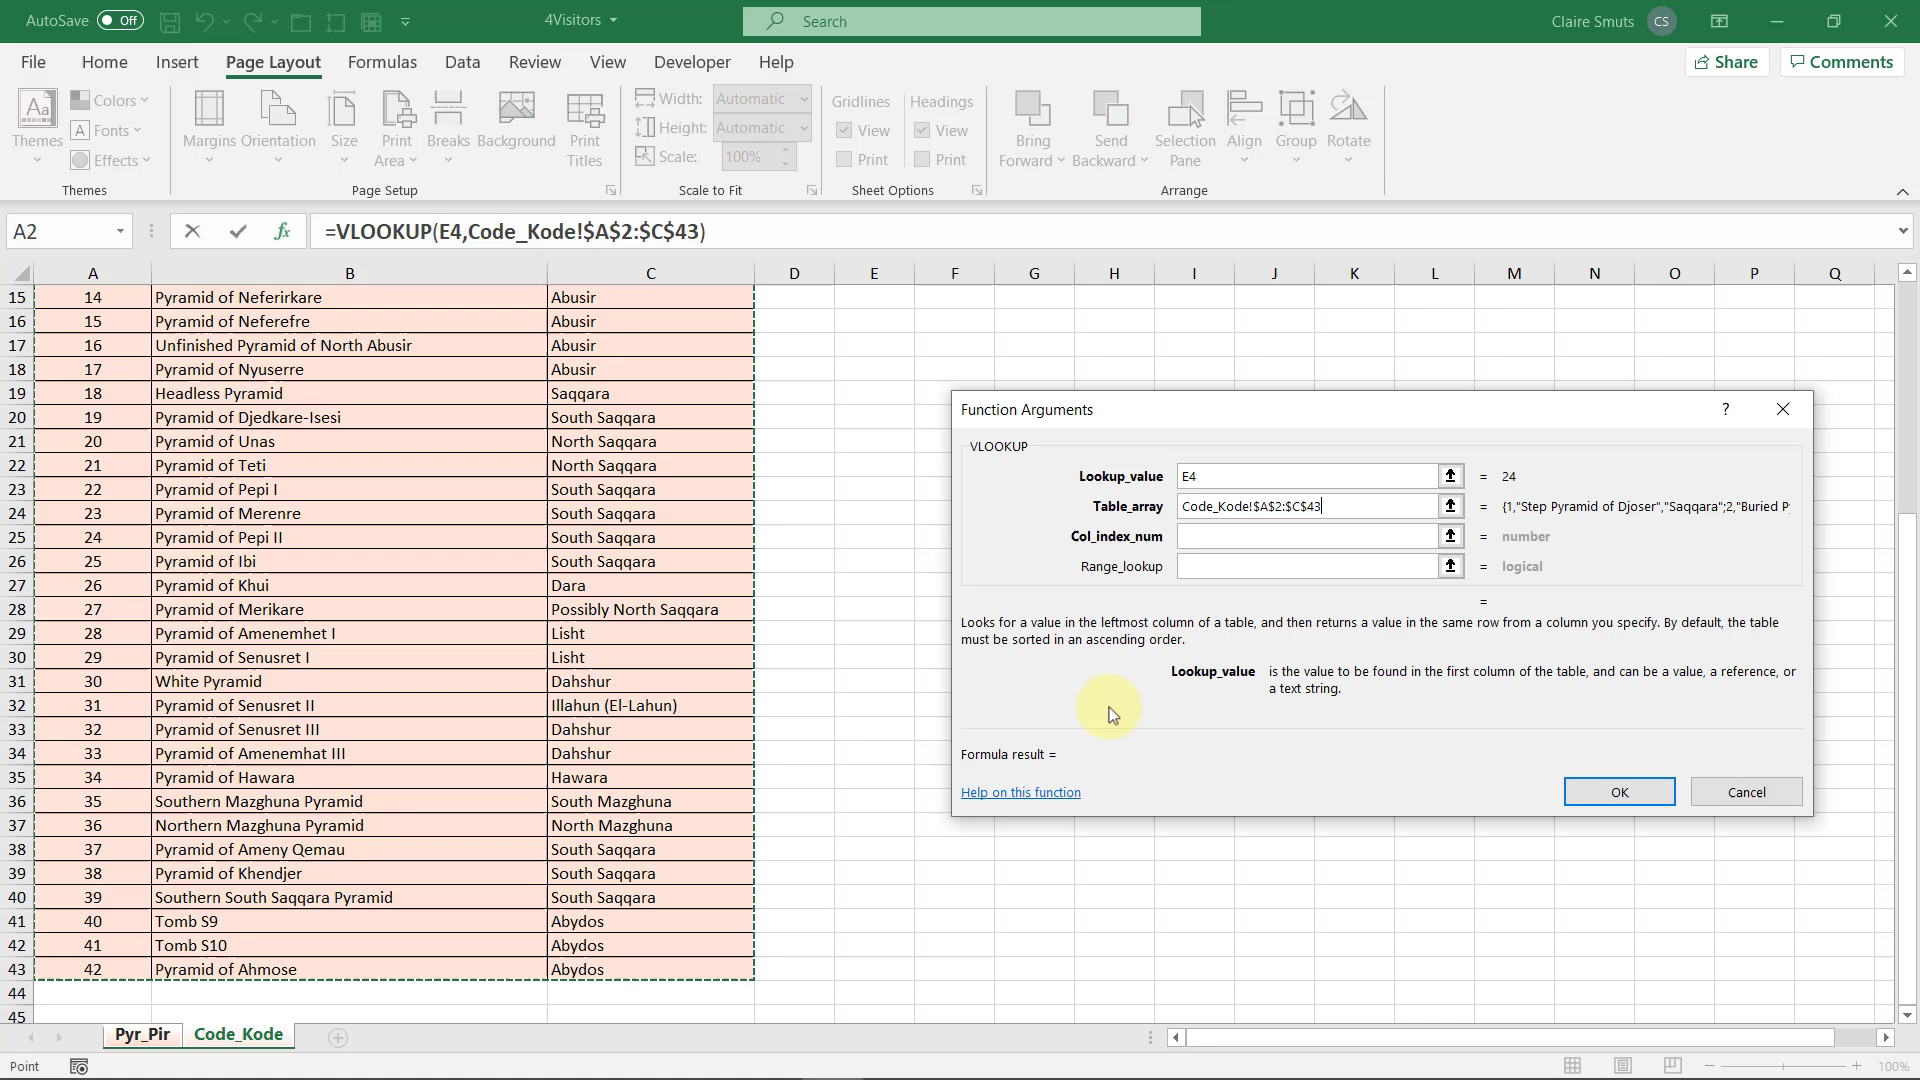 AutoSave Off 4Visitors Search Claire Smuts CS
File Home Insert Page Layout Formulas Data Review View Developer Help Share Comments
Aa Colors Width: Automatic Gridlines Headings
A Fonts Height: Automatic View View
Themes Effects Margins Orientation Size Print Area Breaks Background Print Titles Scale: 100% Print Print Bring Forward Send Backward Selection Pane Align Group Rotate
Themes Page Setup Scale to Fit Sheet Options Arrange
A2 fx =VLOOKUP(E4,Code_Kode!$A$2:$C$43)
A B C D E F G H I J K L M N O P Q
15 14 Pyramid of Neferirkare Abusir
16 15 Pyramid of Neferefre Abusir
17 16 Unfinished Pyramid of North Abusir Abusir
18 17 Pyramid of Nyuserre Abusir
19 18 Headless Pyramid Saqqara
20 19 Pyramid of Djedkare-Isesi South Saqqara
21 20 Pyramid of Unas North Saqqara
22 21 Pyramid of Teti North Saqqara
23 22 Pyramid of Pepi I South Saqqara
24 23 Pyramid of Merenre South Saqqara
25 24 Pyramid of Pepi II South Saqqara
26 25 Pyramid of Ibi South Saqqara
27 26 Pyramid of Khui Dara
28 27 Pyramid of Merikare Possibly North Saqqara
29 28 Pyramid of Amenemhet I Lisht
30 29 Pyramid of Senusret I Lisht
31 30 White Pyramid Dahshur
32 31 Pyramid of Senusret II Illahun (El-Lahun)
33 32 Pyramid of Senusret III Dahshur
34 33 Pyramid of Amenemhat III Dahshur
35 34 Pyramid of Hawara Hawara
36 35 Southern Mazghuna Pyramid South Mazghuna
37 36 Northern Mazghuna Pyramid North Mazghuna
38 37 Pyramid of Ameny Qemau South Saqqara
39 38 Pyramid of Khendjer South Saqqara
40 39 Southern South Saqqara Pyramid South Saqqara
41 40 Tomb S9 Abydos
42 41 Tomb S10 Abydos
43 42 Pyramid of Ahmose Abydos
44
45
Function Arguments ?
VLOOKUP
Lookup_value E4 = 24
Table_array Code_Kode!$A$2:$C$43 = {1,"Step Pyramid of Djoser","Saqqara";2,"Buried P
Col_index_num = number
Range_lookup = logical
=
Looks for a value in the leftmost column of a table, and then returns a value in the same row from a column you specify. By default, the table
must be sorted in an ascending order.
Lookup_value is the value to be found in the first column of the table, and can be a value, a reference, or
a text string.
Formula result =
Help on this function OK Cancel
Pyr_Pir Code_Kode
Point 100%